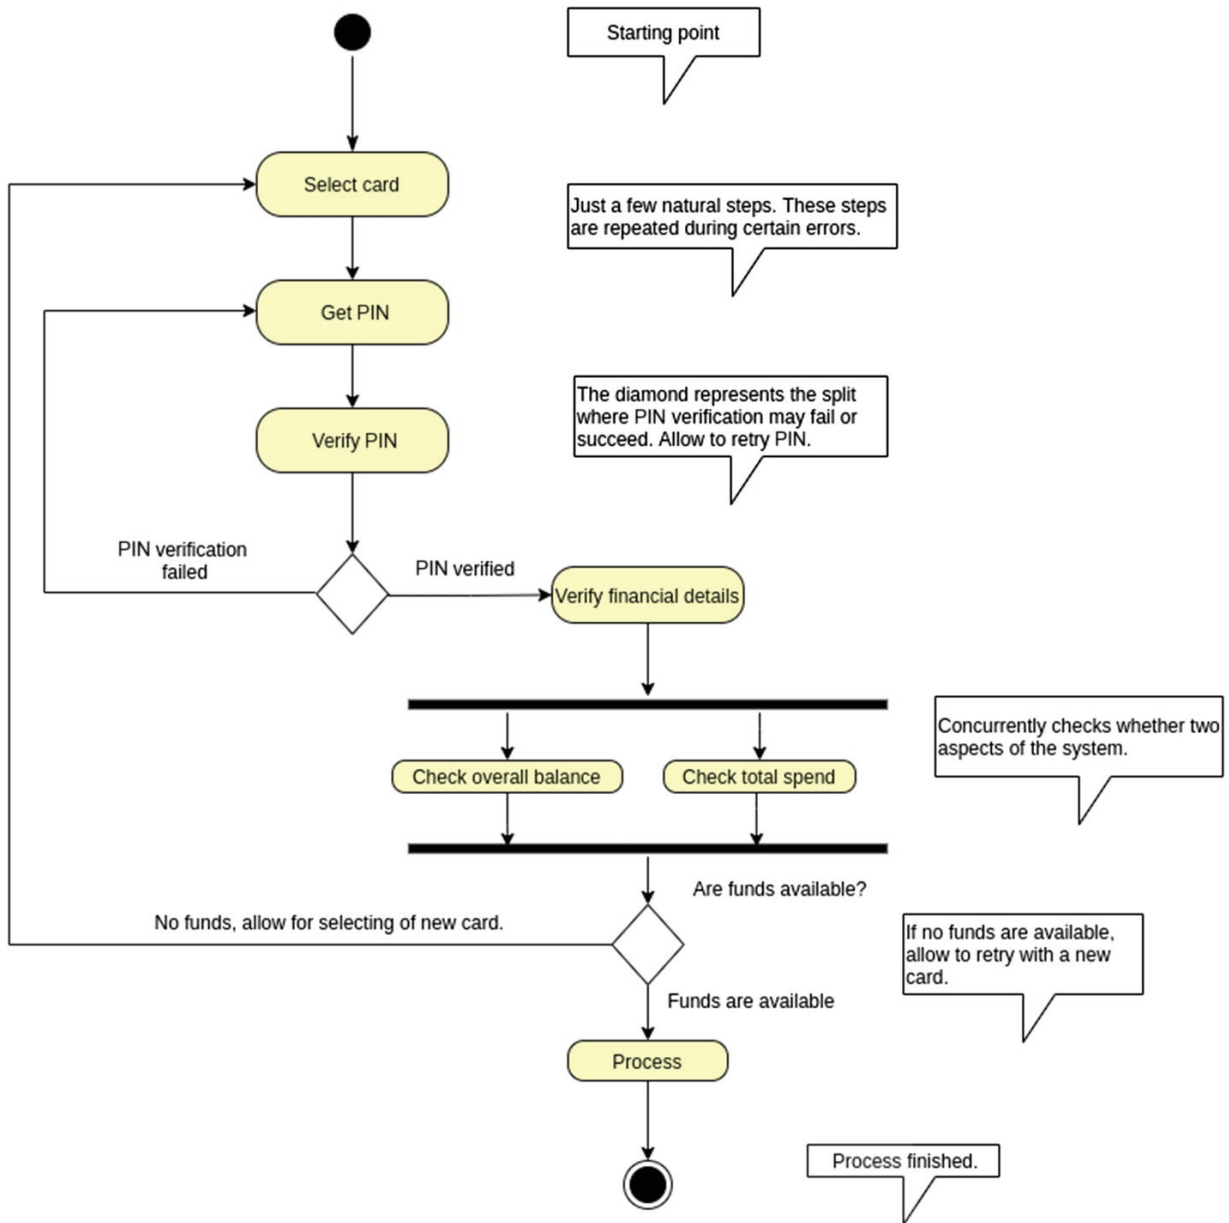 Starting point
Select card
Just a few natural steps. These steps
are repeated during certain errors.
Get PIN
The diamond represents the split
where PIN verification may fail or
succeed. Allow to retry PIN.
Verify PIN
PIN verification
failed
PIN verified
Verify financial details
Concurrently checks whether two
aspects of the system.
Check overall balance
Check total spend
Are funds available?
No funds, allow for selecting of new card.
If no funds are available,
allow to retry with a new
card.
Funds are available
Process
Process finished.